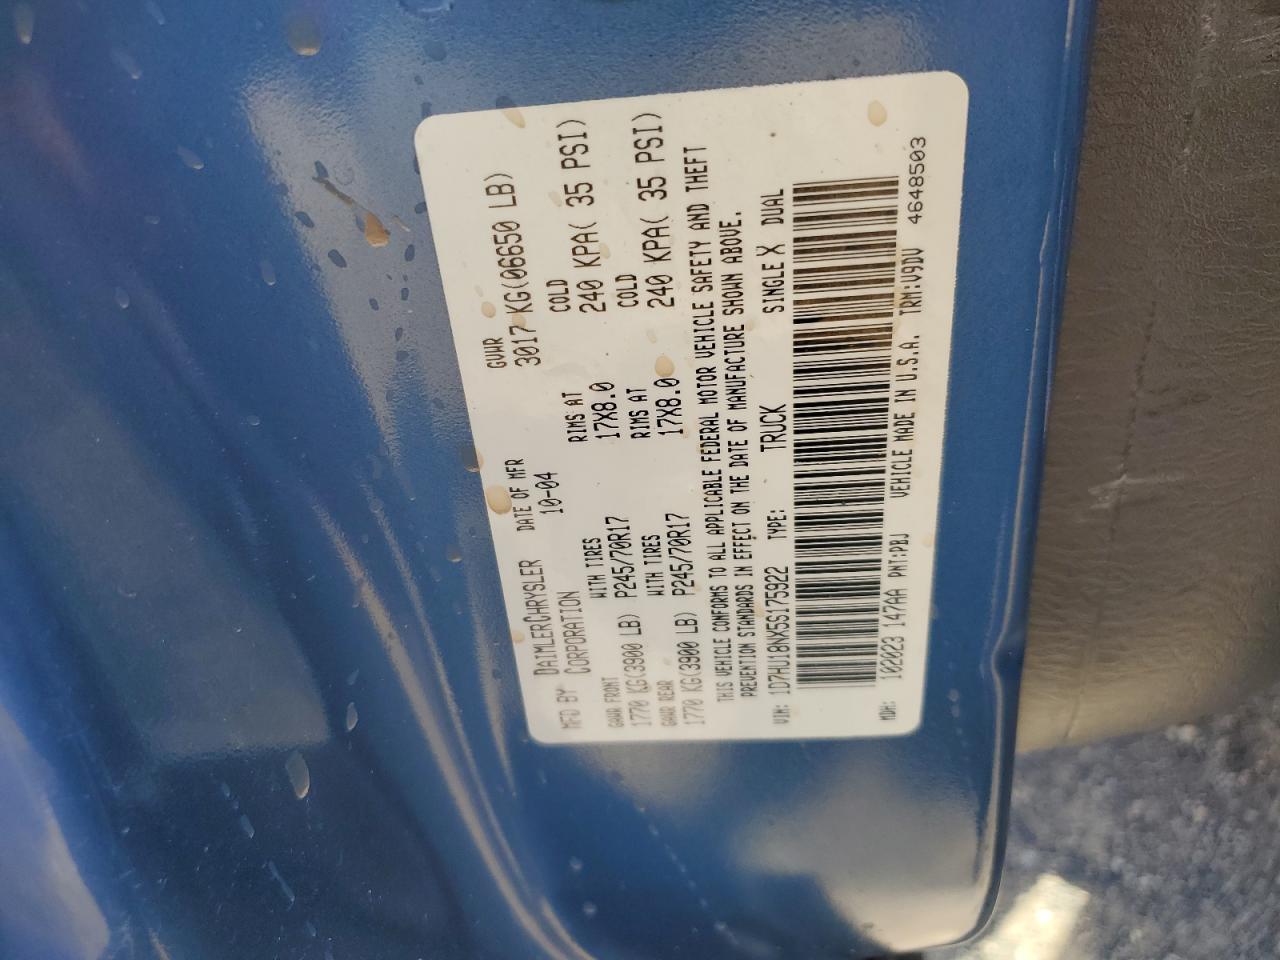 MFD BY DAIMLERCHRYSLER CORPORATION DATE OF MFR 10-04 GVWR 3017 KG(06650 LB)
GAWR FRONT WITH TIRES RIMS AT COLD
1770 KG(3900 LB) P245/70R17 17X8.0 240 KPA( 35 PSI)
GAWR REAR WITH TIRES RIMS AT COLD
1770 KG(3900 LB) P245/70R17 17X8.0 240 KPA( 35 PSI)
THIS VEHICLE CONFORMS TO ALL APPLICABLE FEDERAL MOTOR VEHICLE SAFETY AND THEFT
PREVENTION STANDARDS IN EFFECT ON THE DATE OF MANUFACTURE SHOWN ABOVE.
VIN: 1D7HU18NX5S175922 TYPE: TRUCK SINGLE X DUAL
MDH: 102023 147AA PNT:PBJ VEHICLE MADE IN U.S.A. TRM:V9DV 4648503